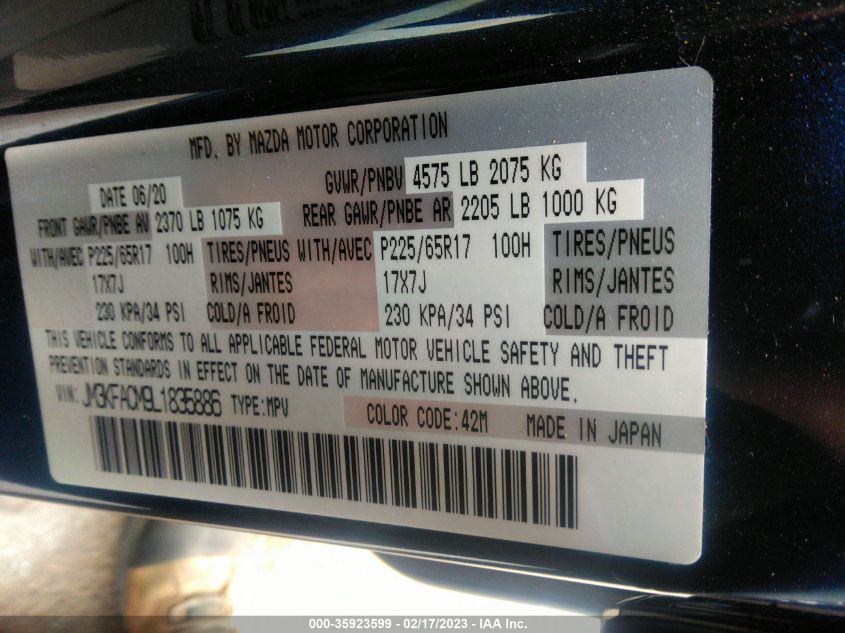 MFD. BY MAZDA MOTOR CORPORATION
DATE 06/20 GVWR/PNBV 4575 LB 2075 KG
FRONT GAWR/PNBE AV 2370 LB 1075 KG REAR GAWR/PNBE AR 2205 LB 1000 KG
WITH/AVEC P225/65R17 100H TIRES/PNEUS WITH/AVEC P225/65R17 100H TIRES/PNEUS
17X7J RIMS/JANTES 17X7J RIMS/JANTES
230 KPA/34 PSI COLD/A FROID 230 KPA/34 PSI COLD/A FROID
THIS VEHICLE CONFORMS TO ALL APPLICABLE FEDERAL MOTOR VEHICLE SAFETY AND THEFT
PREVENTION STANDARDS IN EFFECT ON THE DATE OF MANUFACTURE SHOWN ABOVE.
VIN: JM3KFACM9L1835886 TYPE:MPV COLOR CODE:42M MADE IN JAPAN
000-35923599 - 02/17/2023 - IAA Inc.